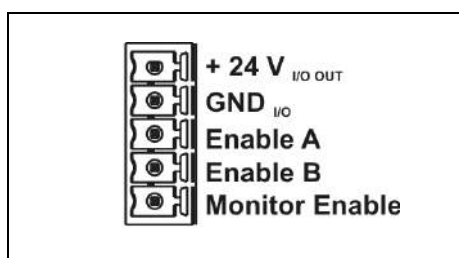 + 24 V I/O OUT
GND I/O
Enable A
Enable B
Monitor Enable